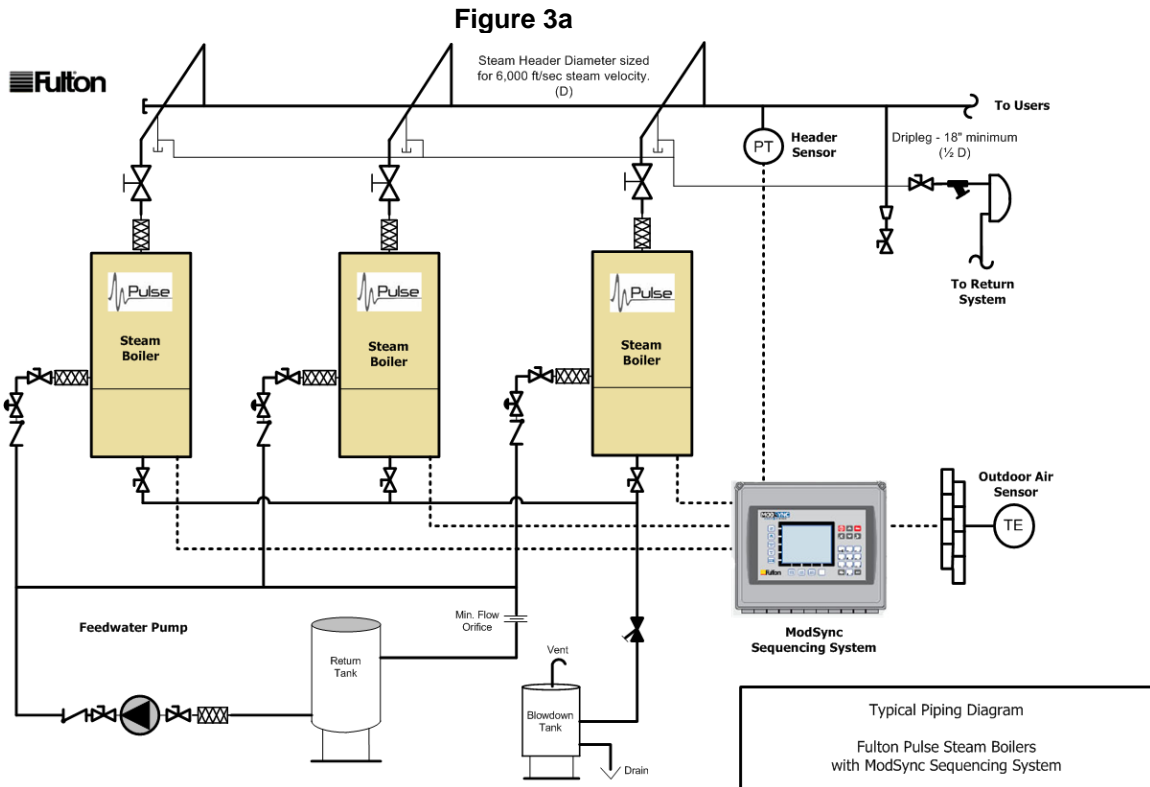 Figure 3a
Fulton
Steam Header Diameter sized
for 6,000 ft/sec steam velocity.
(D)
To Users
PT
Header
Sensor
Dripleg - 18" minimum
(½ D)
To Return
System
Pulse
Steam
Boiler
Pulse
Steam
Boiler
Pulse
Steam
Boiler
Outdoor Air
Sensor
TE
MODSYNC
Fulton
ModSync
Sequencing System
Feedwater Pump
Return
Tank
Min. Flow
Orifice
Vent
Blowdown
Tank
Drain
Typical Piping Diagram
Fulton Pulse Steam Boilers
with ModSync Sequencing System